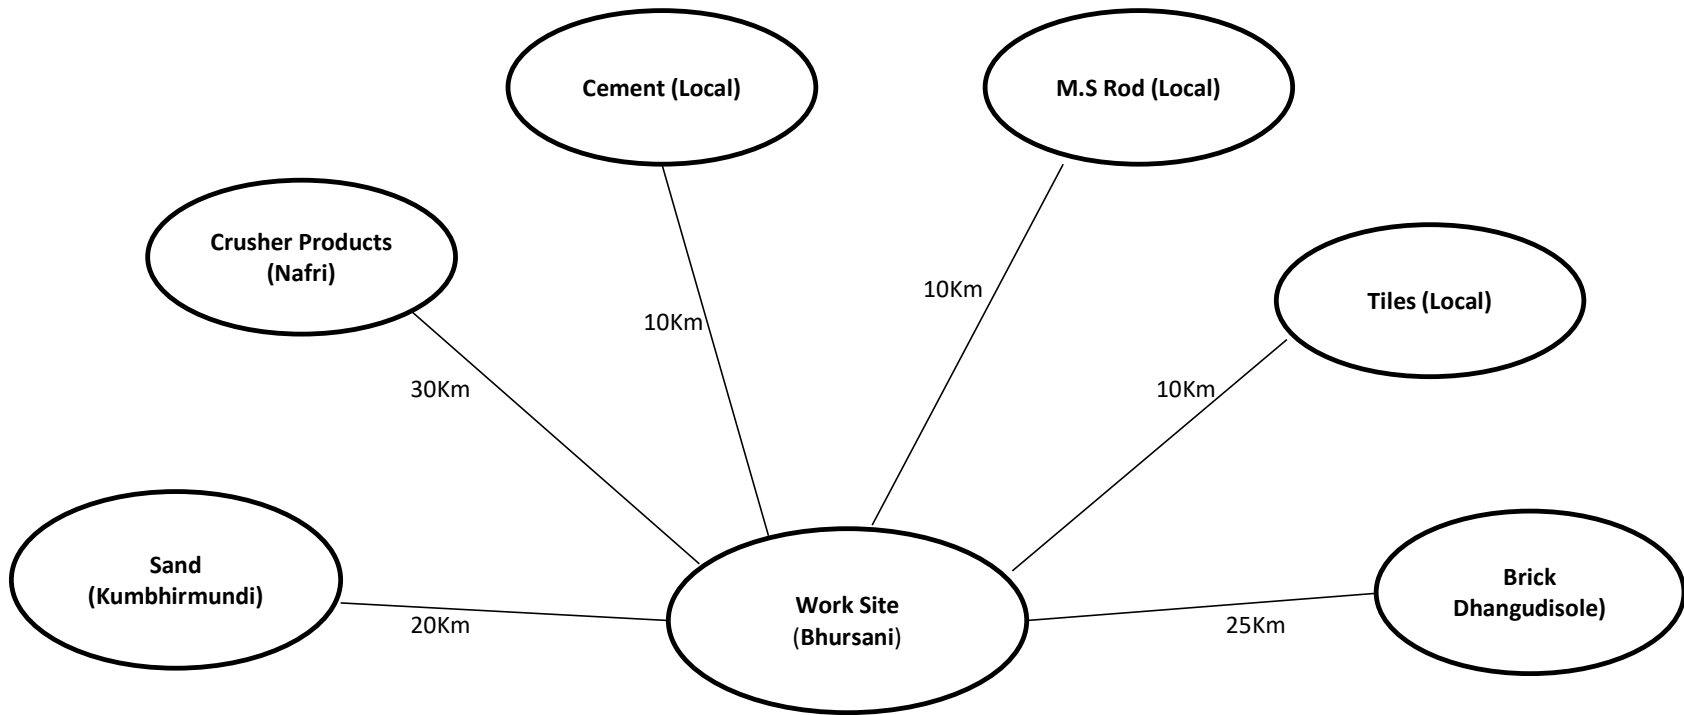 Cement (Local)
M.S Rod (Local)
Crusher Products
(Nafri)
Tiles (Local)
10Km
10Km
30Km
10Km
Sand
(Kumbhirmundi)
20Km
Work Site
(Bhursani)
25Km
Brick
Dhangudisole)